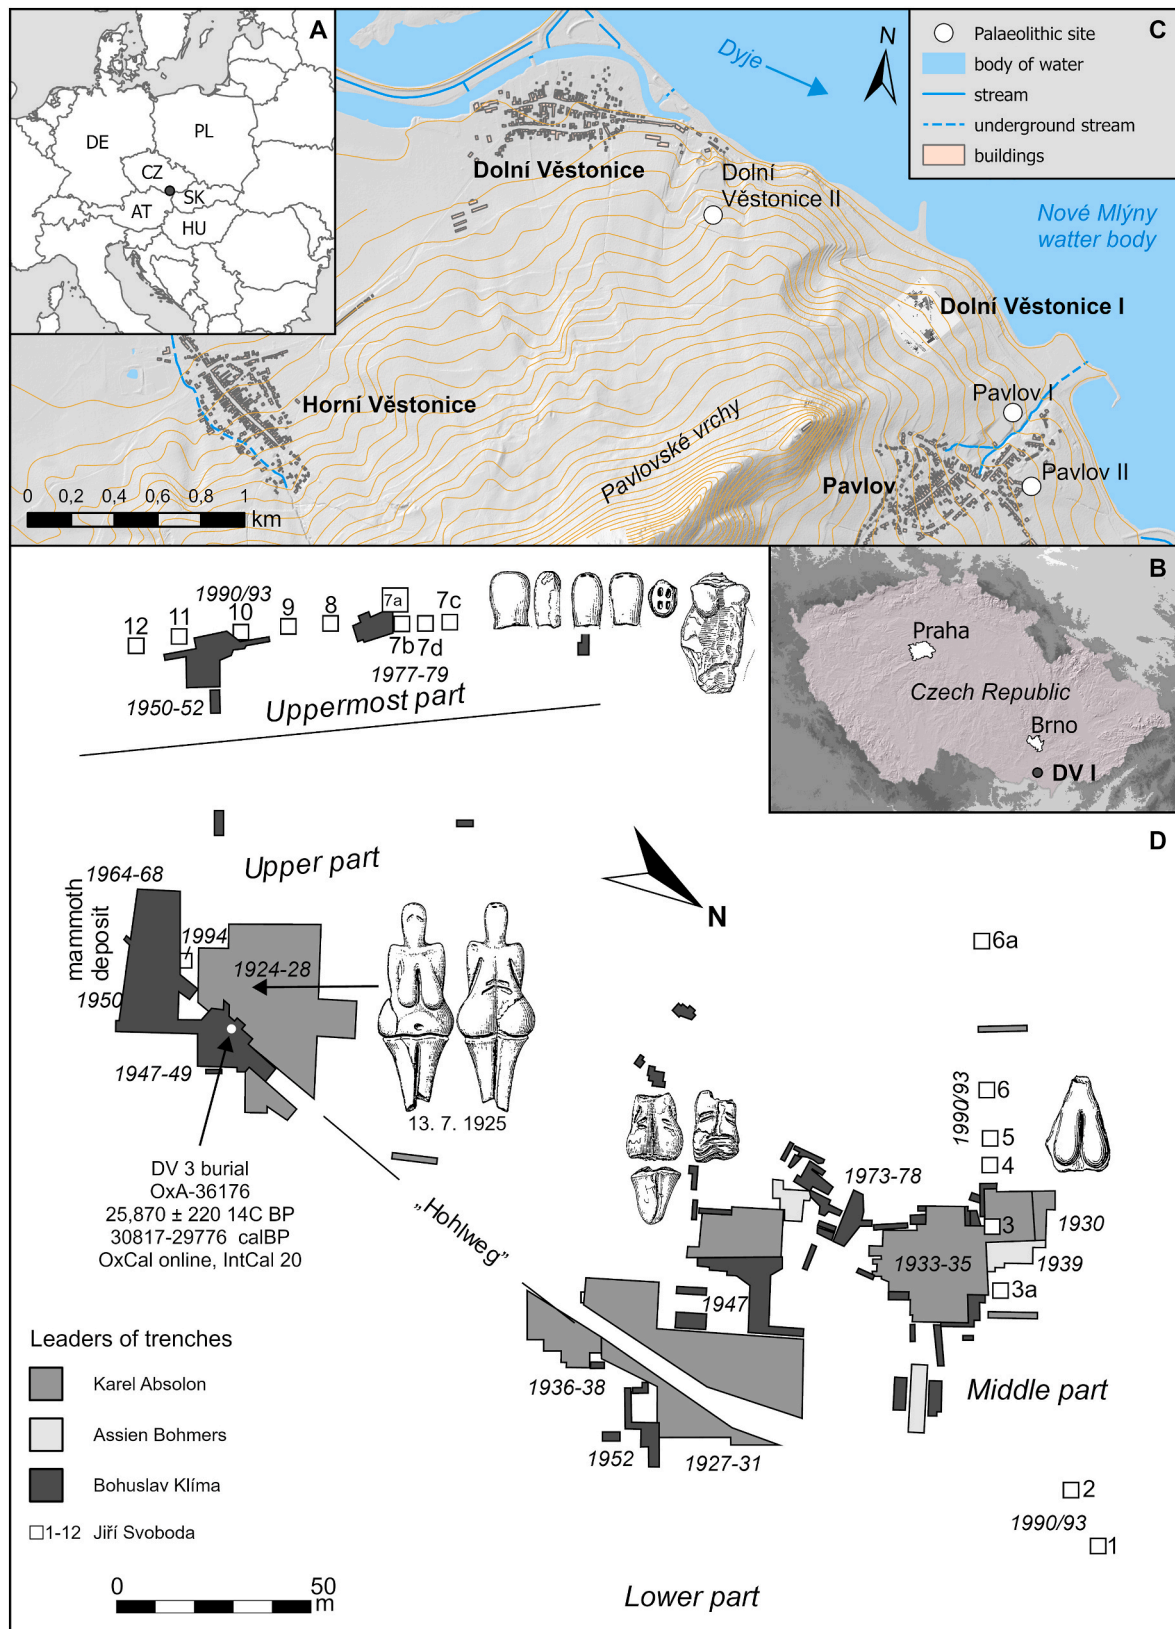 A
DE
PL
CZ
SK
AT
HU
Dyje
N
C
Palaeolithic site
body of water
stream
underground stream
buildings
Dolní Věstonice
Dolní
Věstonice II
Nové Mlýny
watter body
Dolní Věstonice I
Horní Věstonice
Pavlovské vrchy
Pavlov I
Pavlov
Pavlov II
0 0,2 0,4 0,6 0,8 1
km
B
Praha
Czech Republic
Brno
DV I
D
12
11
1990/93
10
9
8
7a
7b
7d
7c
1977-79
1950-52
Uppermost part
Upper part
1964-68
mammoth
deposit
1994
1924-28
1950
1947-49
13. 7. 1925
N
DV 3 burial
OxA-36176
25,870 ± 220 14C BP
30817-29776 calBP
OxCal online, IntCal 20
„Hohlweg”
6a
1990/93
6
5
4
1973-78
3
1930
1933-35
1939
3a
1947
1936-38
1952
1927-31
Middle part
2
1990/93
1
Lower part
Leaders of trenches
Karel Absolon
Assien Bohmers
Bohuslav Klíma
1-12 Jiří Svoboda
0 50
m